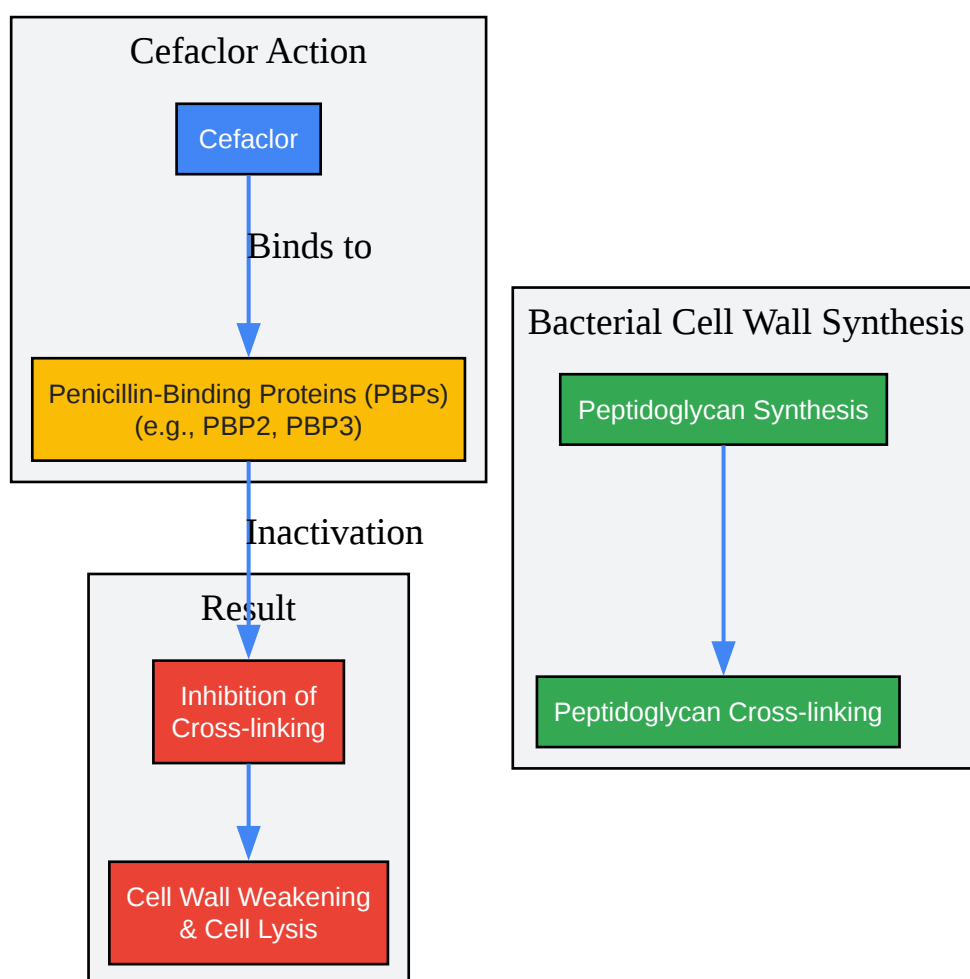 Cefaclor Action
Cefaclor
Binds to
Penicillin-Binding Proteins (PBPs)
(e.g., PBP2, PBP3)
Inactivation
Result
Inhibition of
Cross-linking
Cell Wall Weakening
& Cell Lysis
Bacterial Cell Wall Synthesis
Peptidoglycan Synthesis
Peptidoglycan Cross-linking